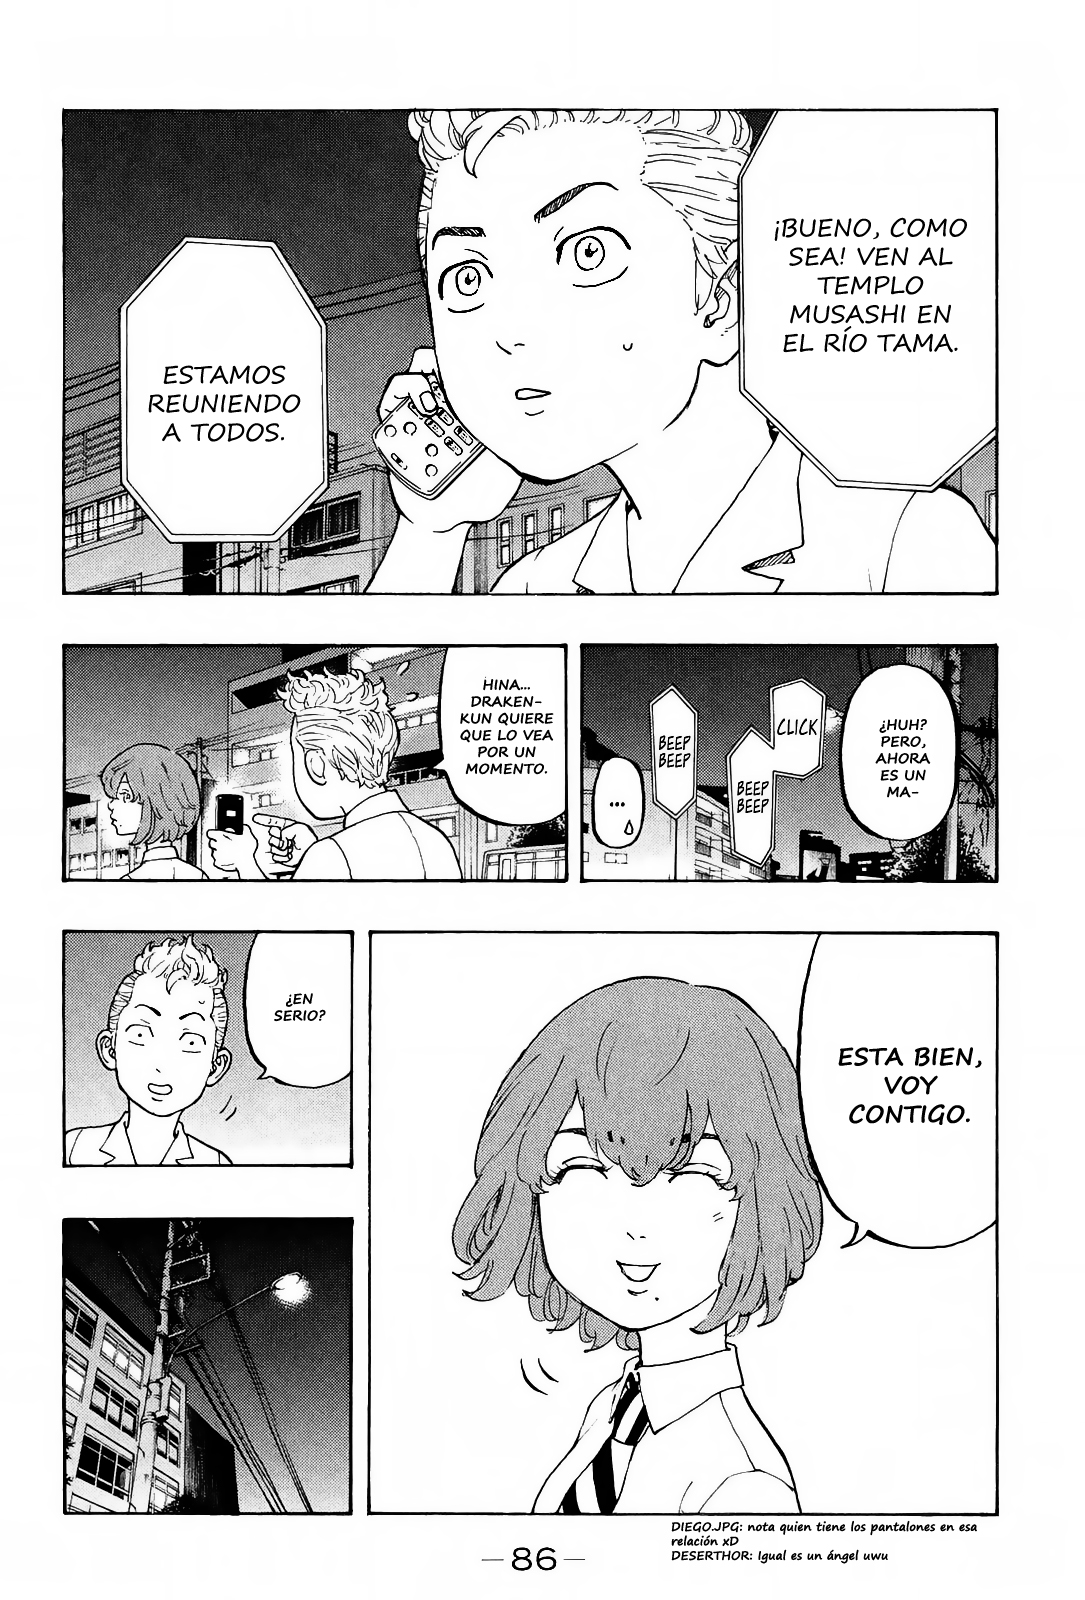 ¡BUENO, COMO
SEA! VEN AL
TEMPLO
MUSASHI EN
EL RÍO TAMA.
ESTAMOS
REUNIENDO
A TODOS.
HINA...
DRAKEN-
KUN QUIERE
QUE LO VEA
POR UN
MOMENTO.
¿HUH?
PERO,
AHORA
ES UN
MA-
CLICK
BEEP
BEEP
BEEP
BEEP
...
¿EN
SERIO?
ESTA BIEN,
VOY
CONTIGO.
DIEGO.JPG: nota quien tiene los pantalones en esa
relación xD
DESERTHOR: Igual es un ángel uwu
—86—